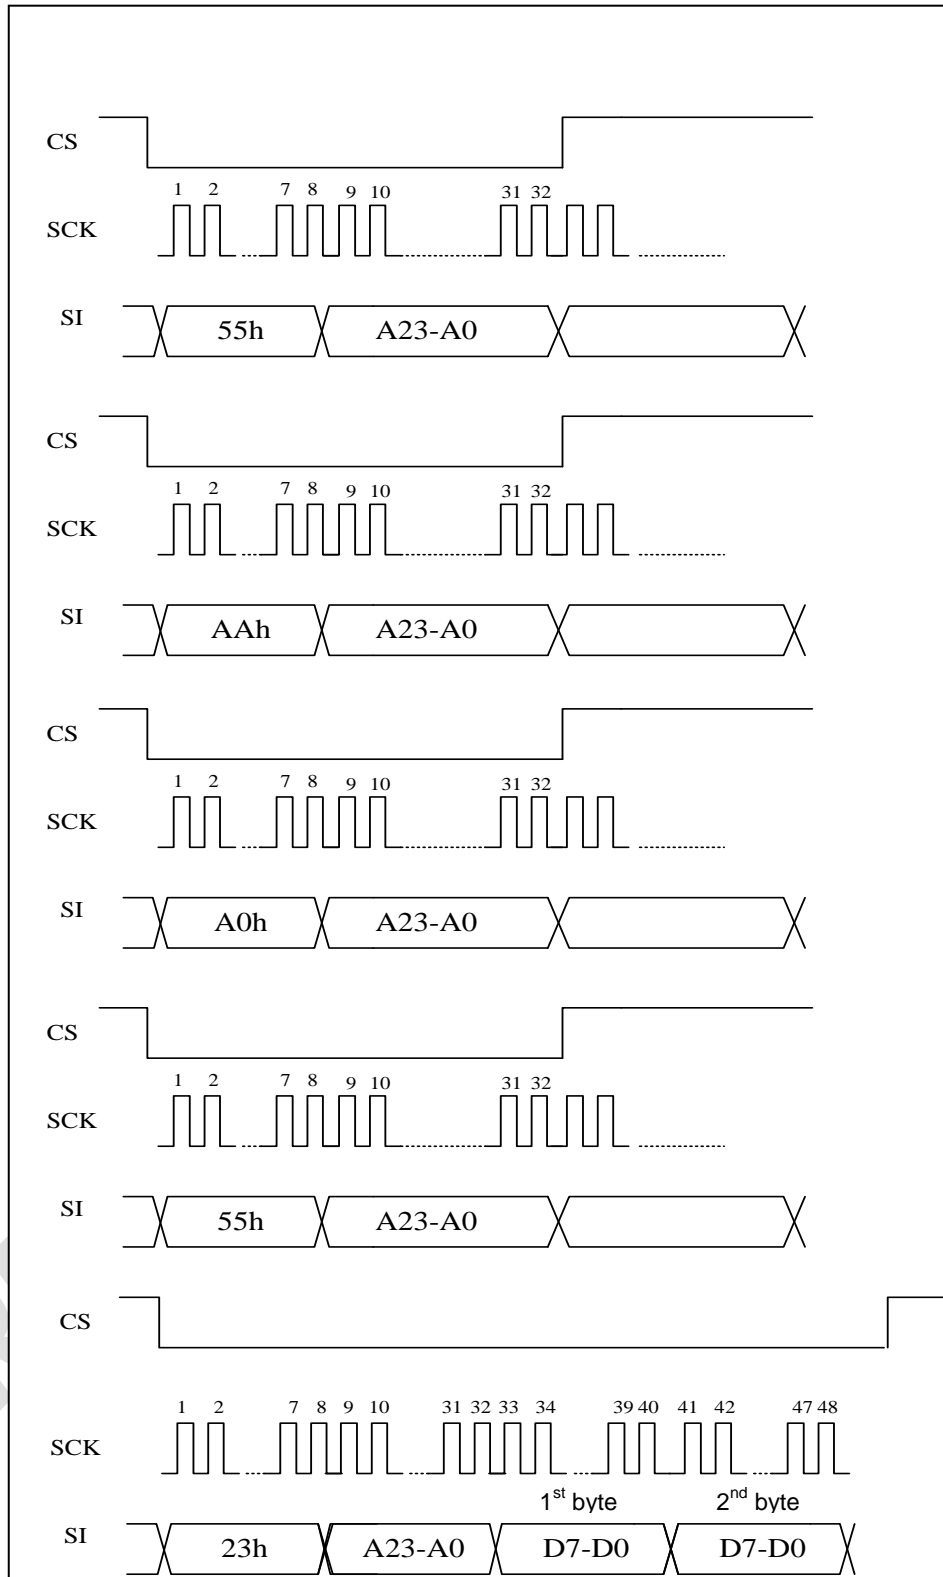 CS
1 2 7 8 9 10 31 32
SCK
SI 55h A23-A0
CS
1 2 7 8 9 10 31 32
SCK
SI AAh A23-A0
CS
1 2 7 8 9 10 31 32
SCK
SI A0h A23-A0
CS
1 2 7 8 9 10 31 32
SCK
SI 55h A23-A0
CS
1 2 7 8 9 10 31 32 33 34 39 40 41 42 47 48
SCK
1st byte 2nd byte
SI 23h A23-A0 D7-D0 D7-D0